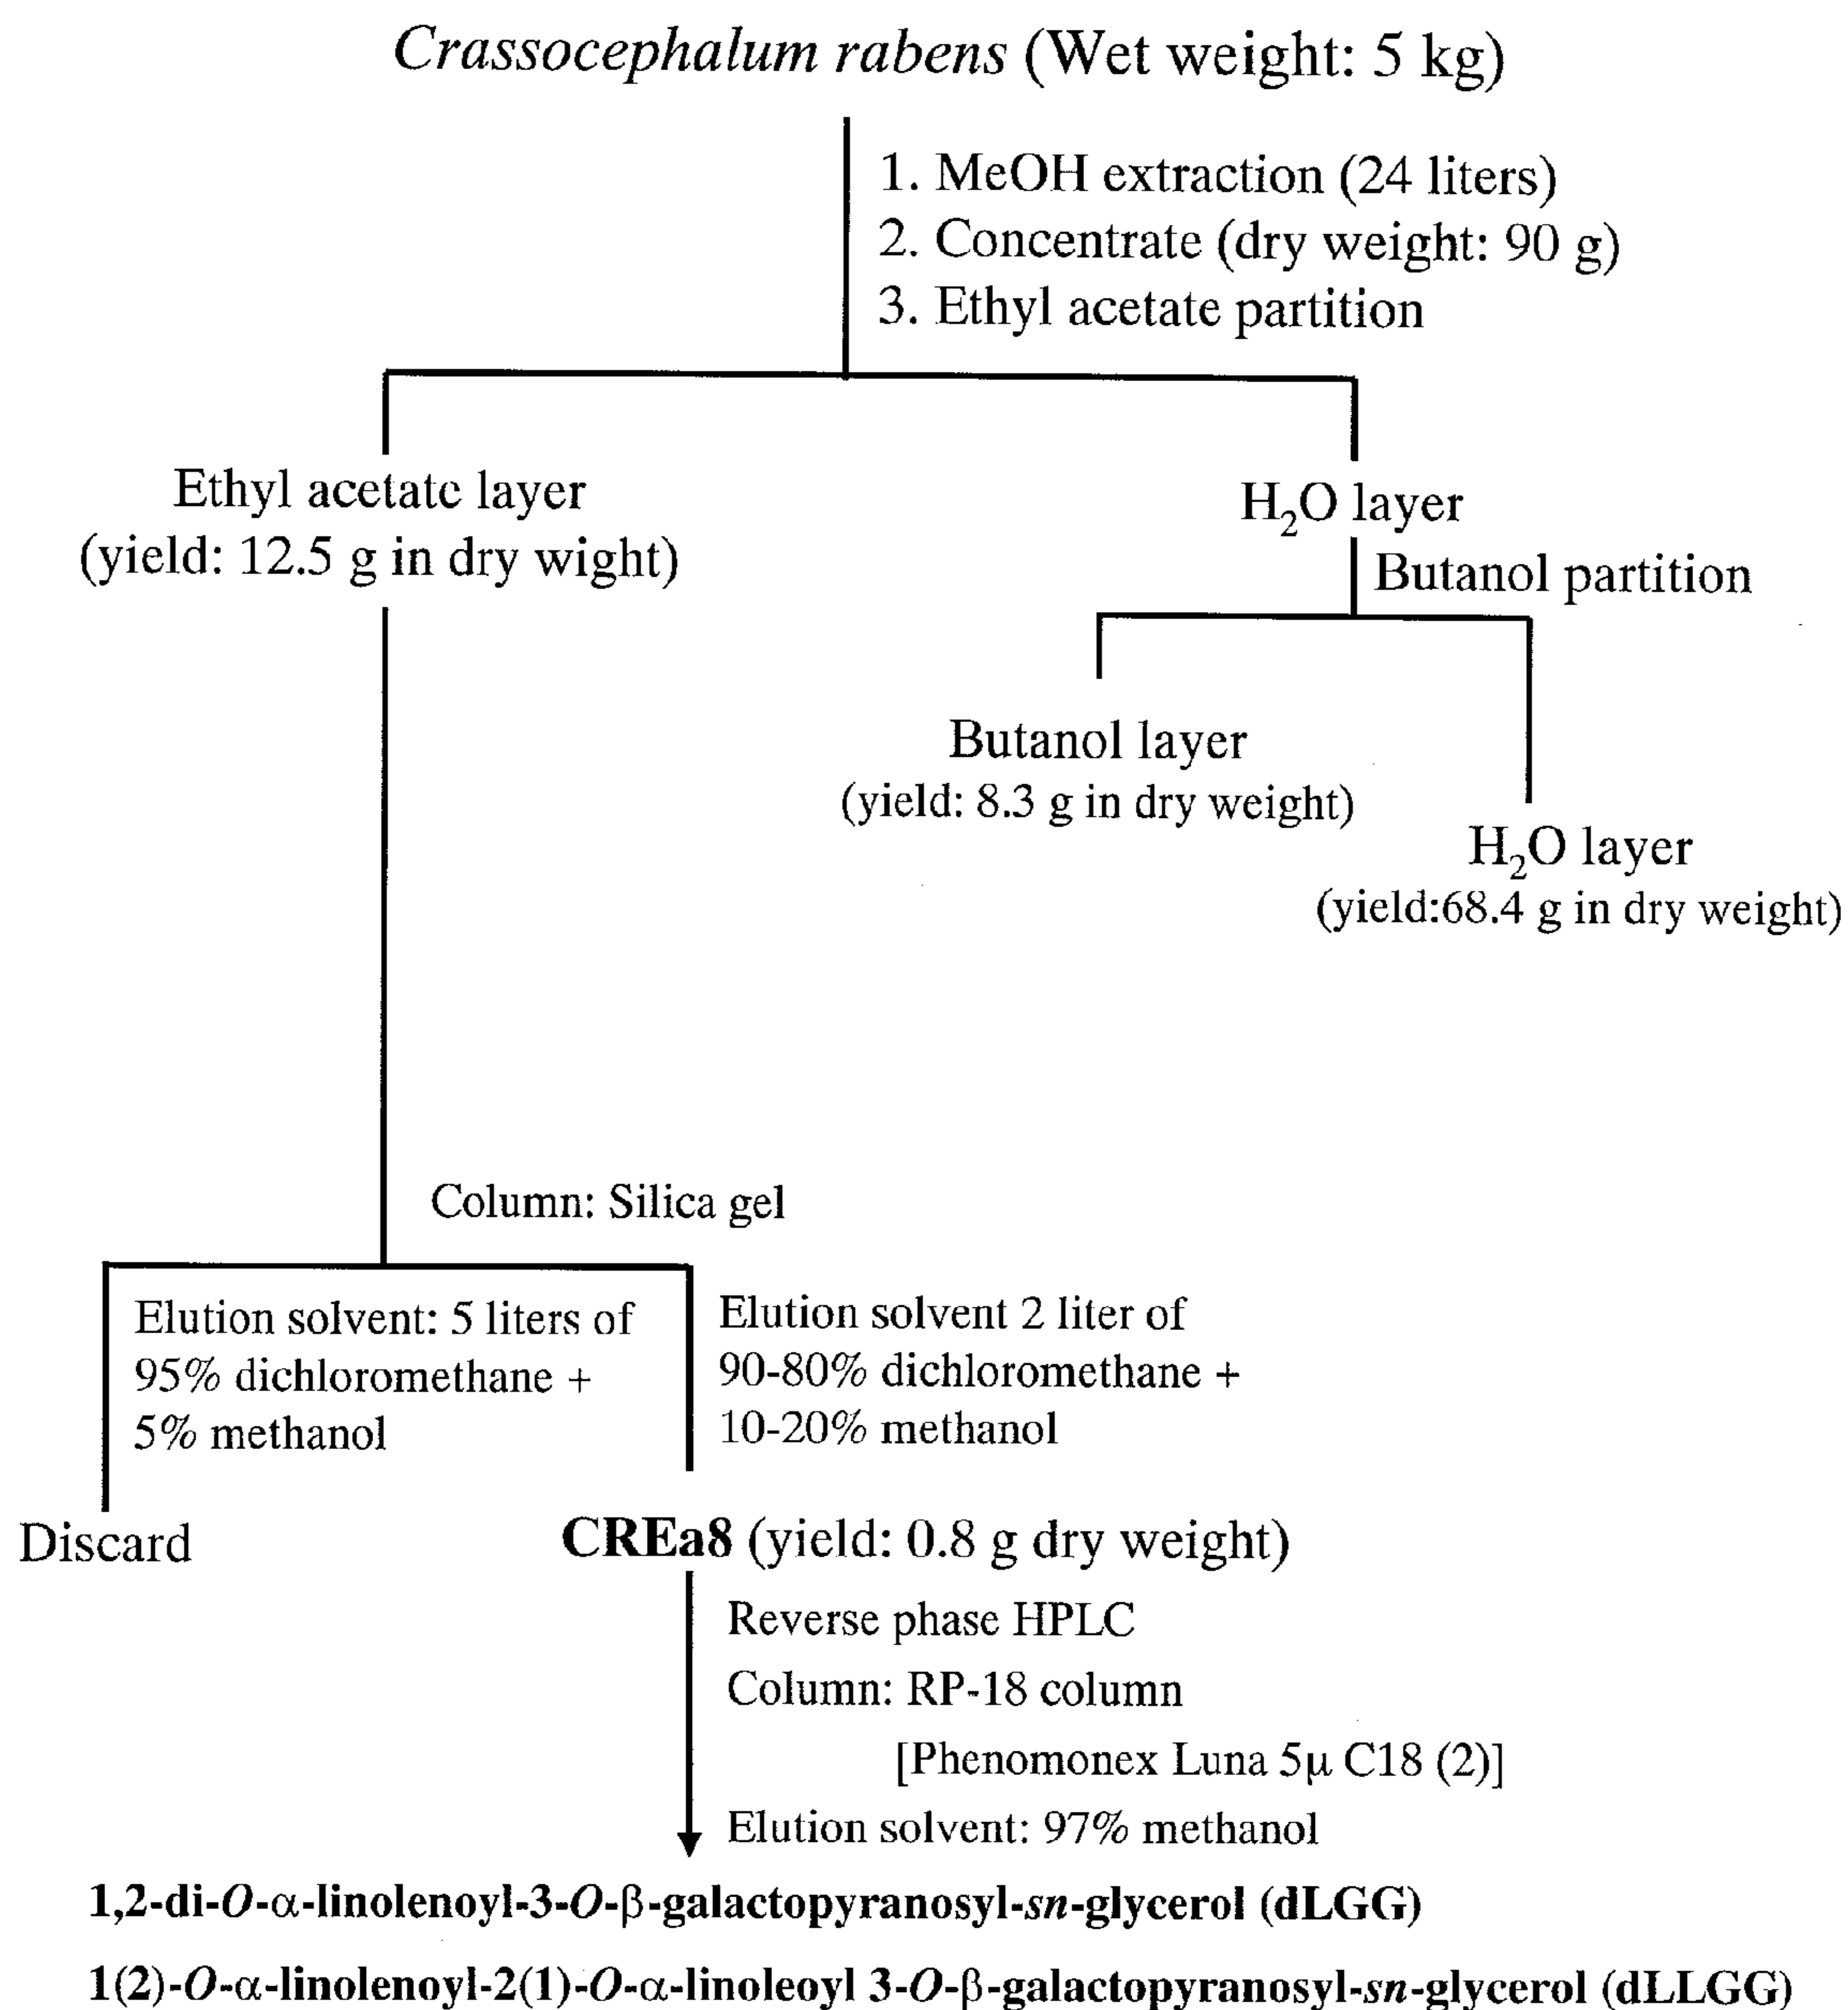 Crassocephalum rabens (Wet weight: 5 kg)
1. MeOH extraction (24 liters)
2. Concentrate (dry weight: 90 g)
3. Ethyl acetate partition
Ethyl acetate layer
(yield: 12.5 g in dry wight)
H₂O layer
Butanol partition
Butanol layer
(yield: 8.3 g in dry weight)
H₂O layer
(yield:68.4 g in dry weight)
Column: Silica gel
Elution solvent: 5 liters of
95% dichloromethane +
5% methanol
Elution solvent 2 liter of
90-80% dichloromethane +
10-20% methanol
Discard
CREa8 (yield: 0.8 g dry weight)
Reverse phase HPLC
Column: RP-18 column
[Phenomonex Luna 5μ C18 (2)]
Elution solvent: 97% methanol
1,2-di-O-α-linolenoyl-3-O-β-galactopyranosyl-sn-glycerol (dLGG)
1(2)-O-α-linolenoyl-2(1)-O-α-linoleoyl 3-O-β-galactopyranosyl-sn-glycerol (dLLGG)